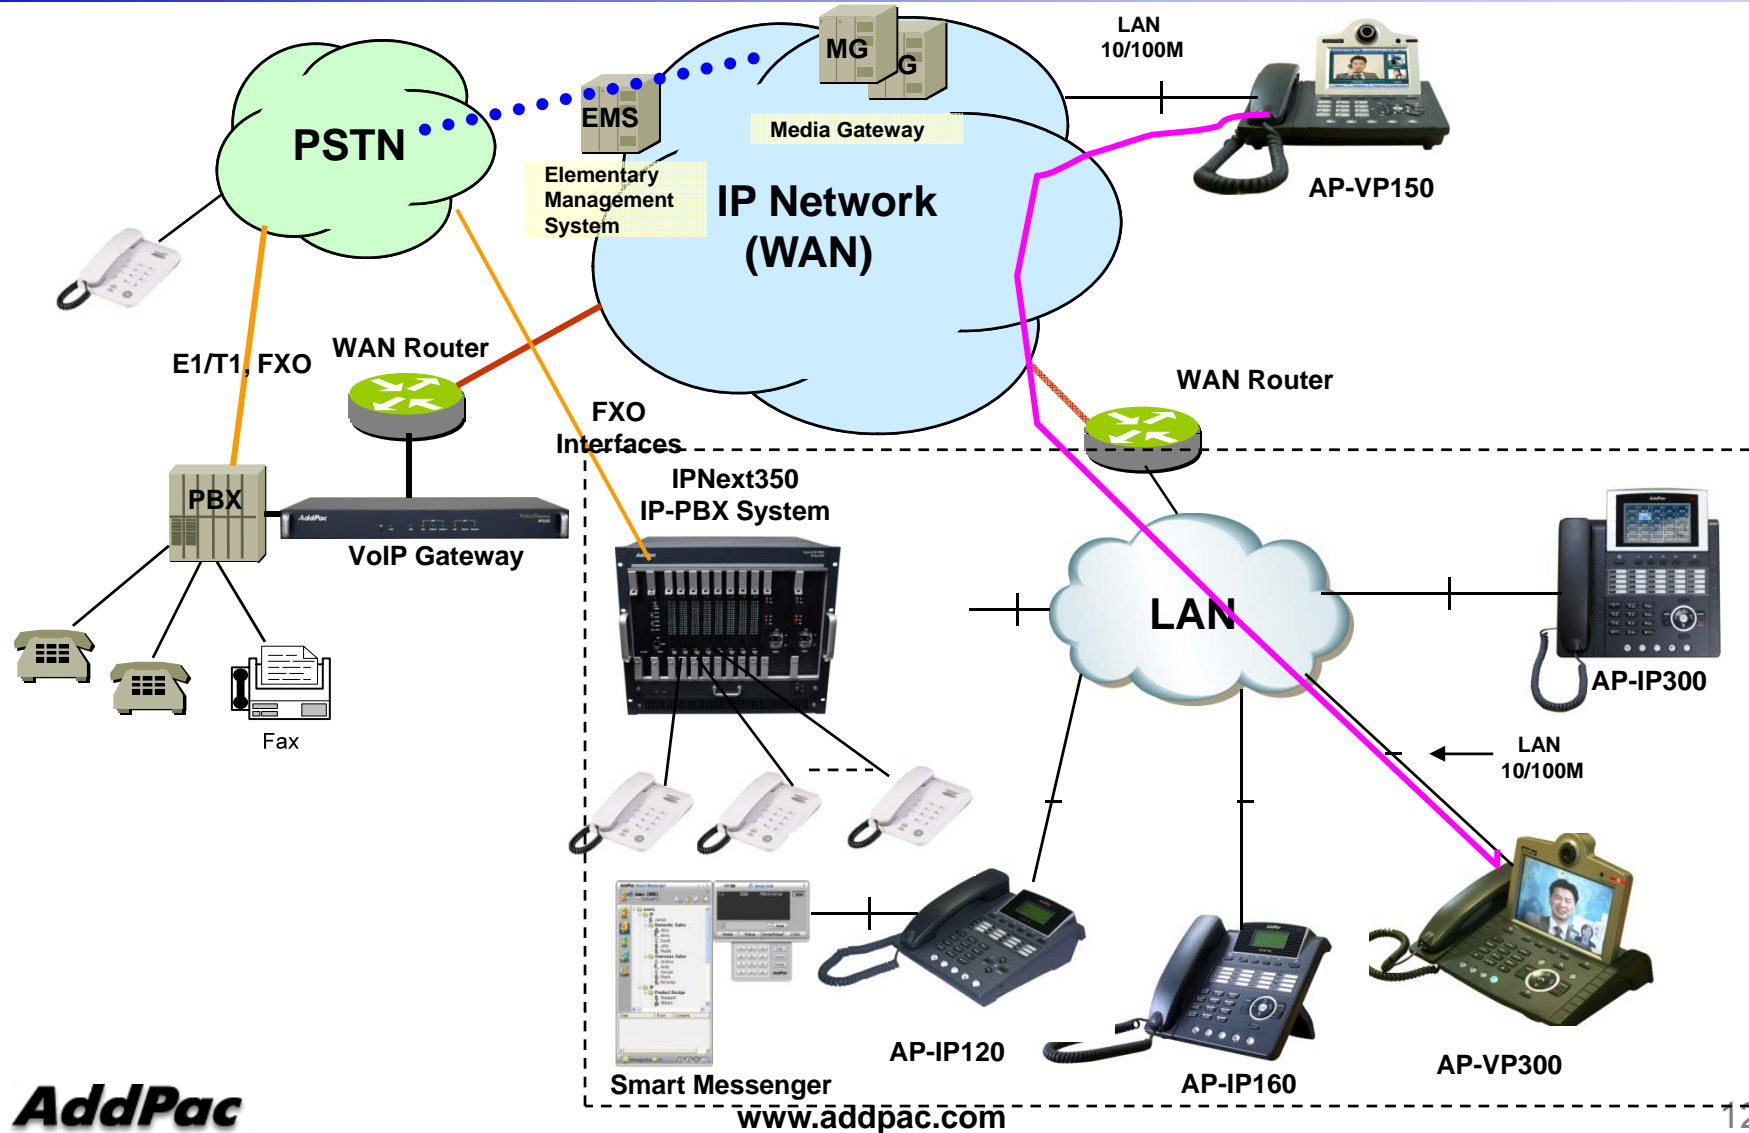 MG
G
LAN
10/100M
EMS
PSTN
Media Gateway
Elementary
Management
System
IP Network
(WAN)
AP-VP150
E1/T1, FXO
WAN Router
WAN Router
FXO
Interfaces
IPNext350
IP-PBX System
PBX
AddPac
VoIP Gateway
LAN
AP-IP300
Fax
LAN
10/100M
AP-IP120
AP-IP160
AP-VP300
Smart Messenger
AddPac
www.addpac.com
12